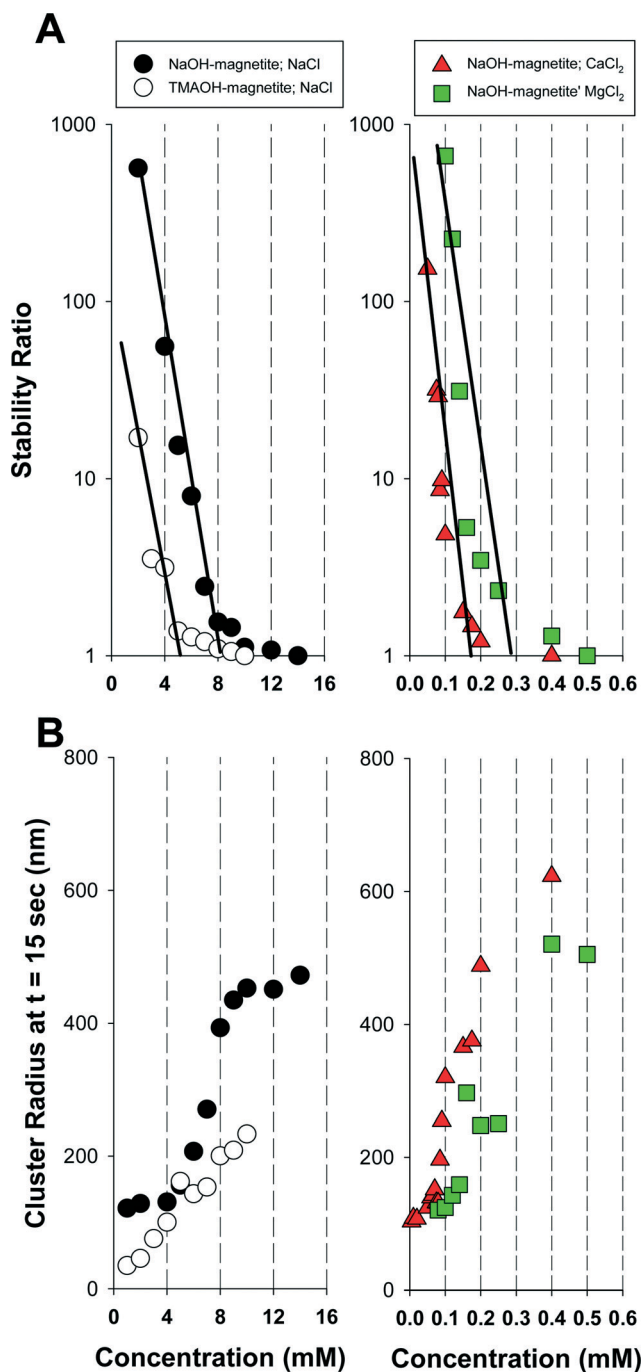 A
NaOH-magnetite; NaCl
TMAOH-magnetite; NaCl
NaOH-magnetite; CaCl₂
NaOH-magnetite' MgCl₂
Stability Ratio
1000
100
10
1
0 4 8 12 16
1000
100
10
1
0.0 0.1 0.2 0.3 0.4 0.5 0.6
B
Cluster Radius at t = 15 sec (nm)
800
600
400
200
0
0 4 8 12 16
Concentration (mM)
800
600
400
200
0
0.0 0.1 0.2 0.3 0.4 0.5 0.6
Concentration (mM)